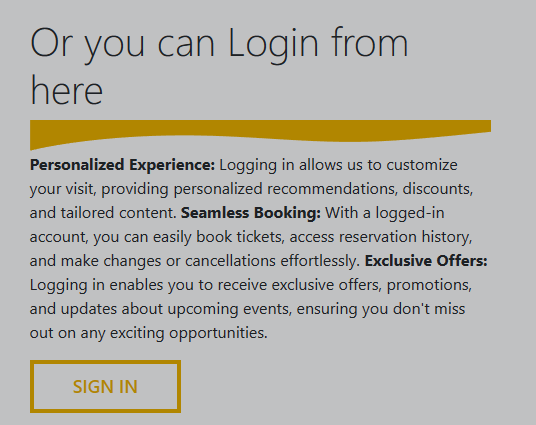 Or you can Login from
here
Personalized Experience: Logging in allows us to customize
your visit, providing personalized recommendations, discounts,
and tailored content. Seamless Booking: With a logged-in
account, you can easily book tickets, access reservation history,
and make changes or cancellations effortlessly. Exclusive Offers:
Logging in enables you to receive exclusive offers, promotions,
and updates about upcoming events, ensuring you don't miss
out on any exciting opportunities.
SIGN IN